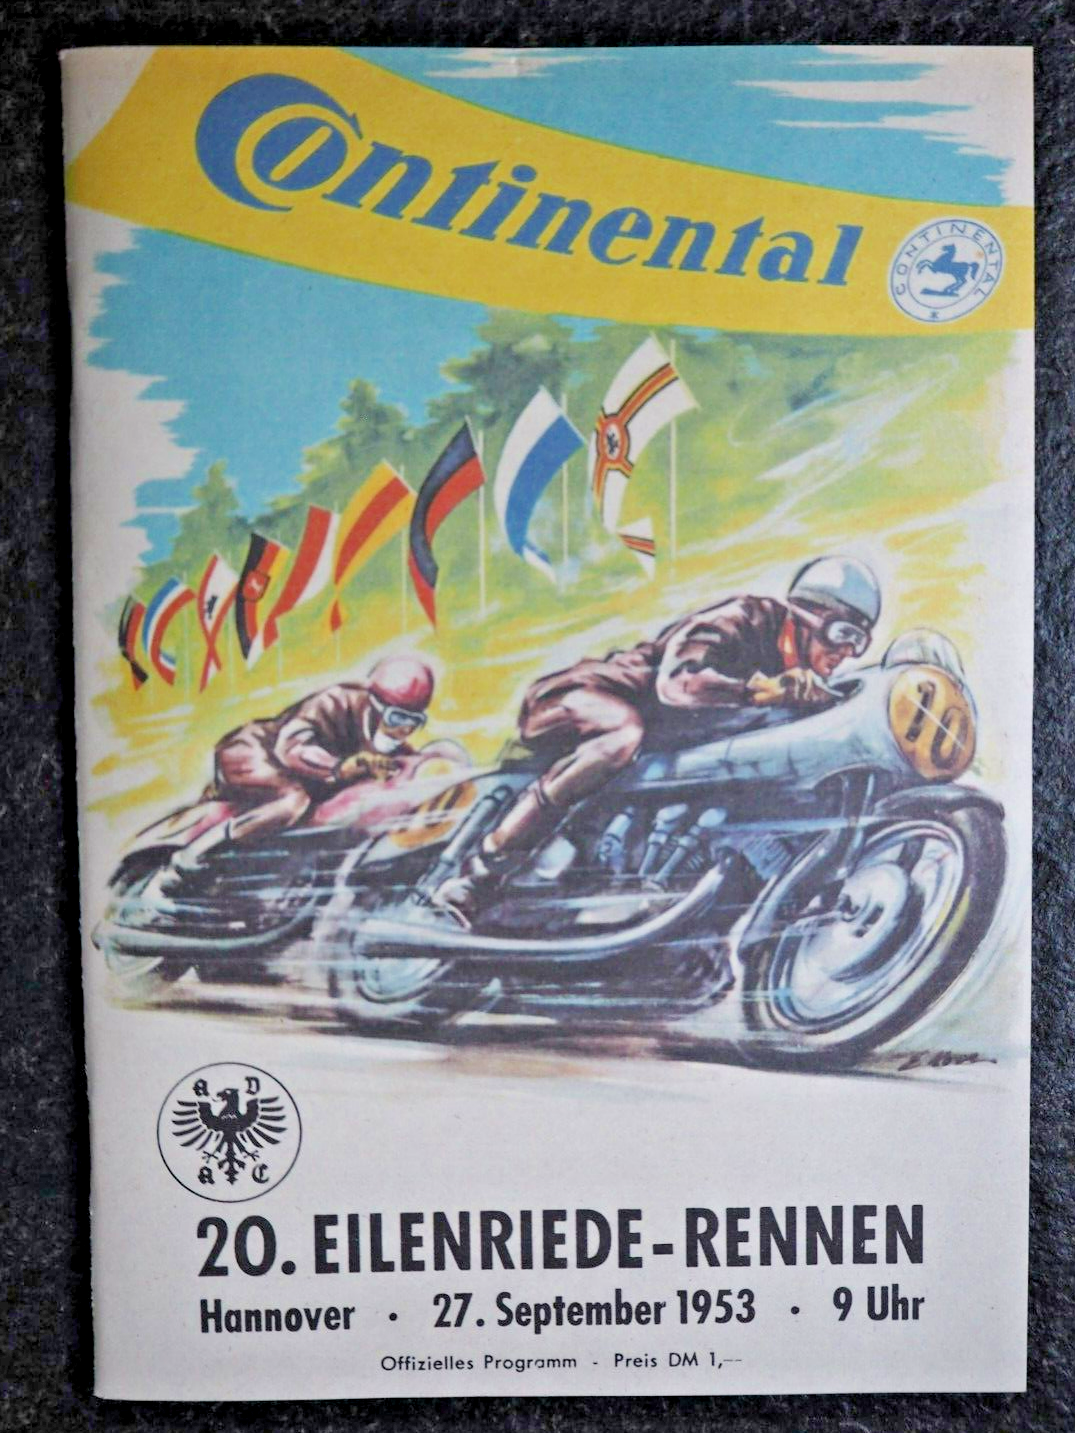 Continental
CONTINENTAL
10
A D
A C
20. EILENRIEDE-RENNEN
Hannover · 27. September 1953 · 9 Uhr
Offizielles Programm - Preis DM 1,--